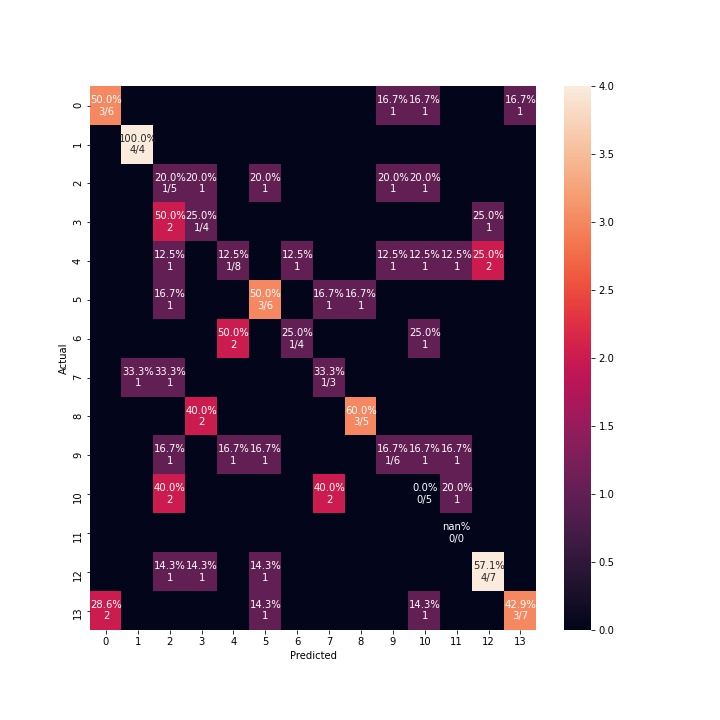 50.0% 16.7% 16.7% 16.7% 4.0
0 3/6 1 1 1
100.0%
1 4/4 3.5
20.0% 20.0% 20.0% 20.0% 20.0%
2 1/5 1 1 1 1
50.0% 25.0% 25.0% 3.0
3 2 1/4 1
12.5% 12.5% 12.5% 12.5% 12.5% 12.5% 25.0%
4 1 1/8 1 1 1 1 2 2.5
16.7% 50.0% 16.7% 16.7%
5 1 3/6 1 1
50.0% 25.0% 25.0%
6 2 1/4 1 2.0
Actual
33.3% 33.3% 33.3%
7 1 1 1/3
40.0% 60.0% 1.5
8 2 3/5
16.7% 16.7% 16.7% 16.7% 16.7% 16.7%
9 1 1 1 1/6 1 1
40.0% 40.0% 0.0% 20.0% 1.0
10 2 2 0/5 1
nan%
11 0/0
14.3% 14.3% 14.3% 57.1% 0.5
12 1 1 1 4/7
28.6% 14.3% 14.3% 42.9%
13 2 1 1 3/7 0.0
0 1 2 3 4 5 6 7 8 9 10 11 12 13
Predicted